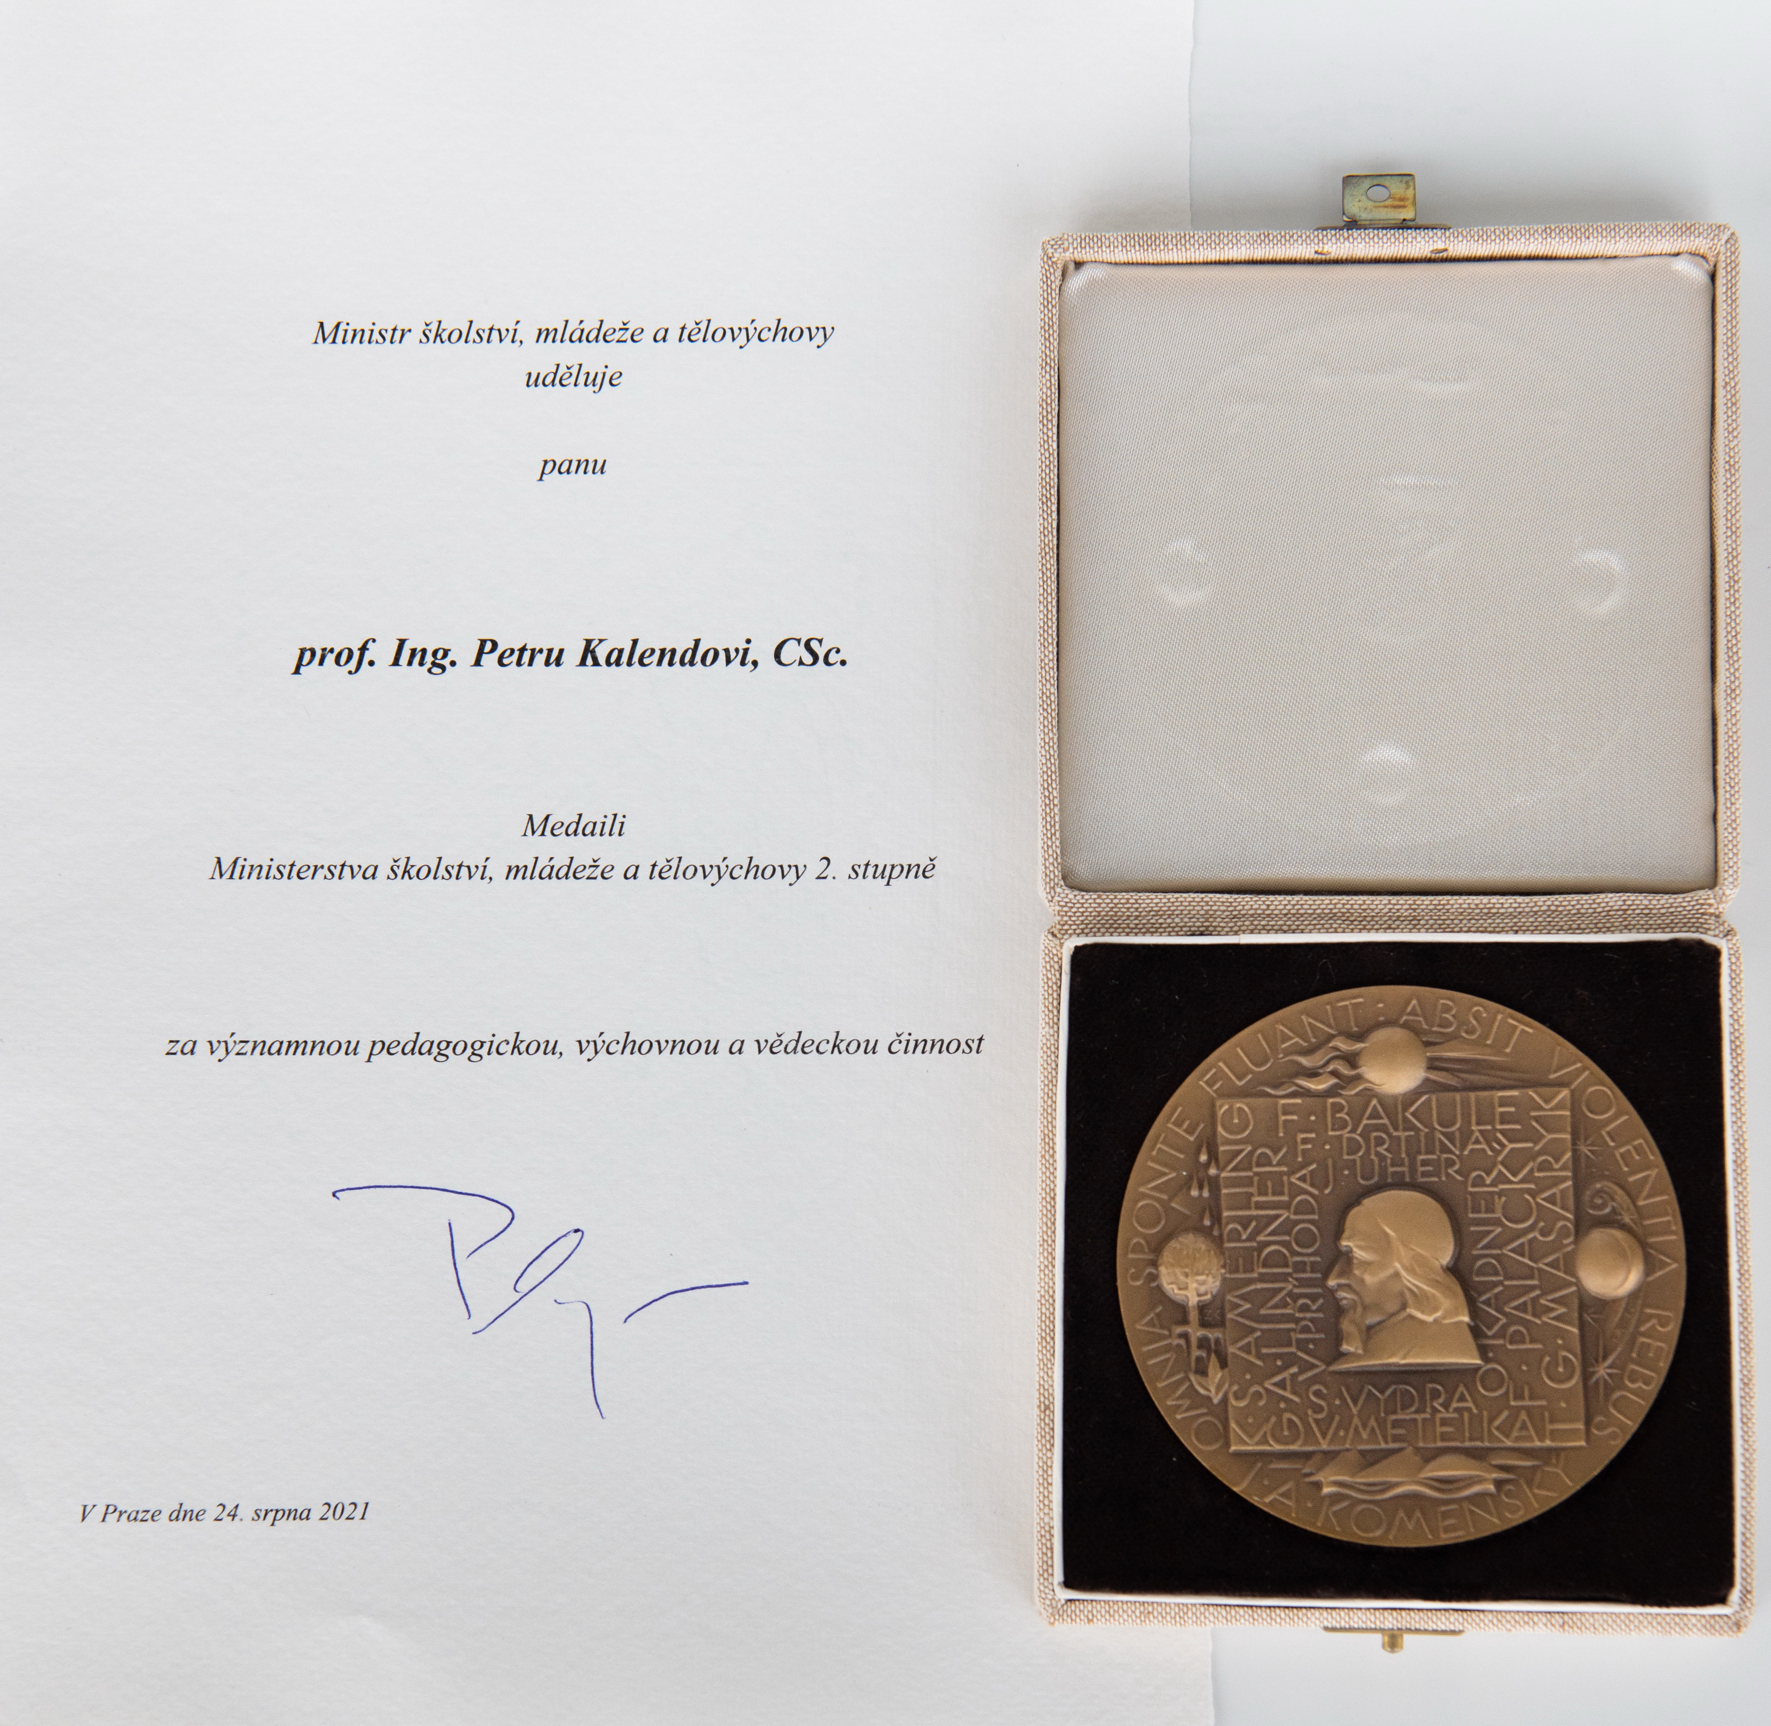 Ministr školství, mládeže a tělovýchovy
uděluje
panu
prof. Ing. Petru Kalendovi, CSc.
Medaili
Ministerstva školství, mládeže a tělovýchovy 2. stupně
za významnou pedagogickou, výchovnou a vědeckou činnost
V Praze dne 24. srpna 2021
OMNIA SPONTE FLUANT · ABSIT VIOLENTIA REBUS
J · A · KOMENSKÝ
F · BAKULE
F · DRTINA
J · UHER
K · S · AMERLING
G · A · LINDNER
V · PŘÍHODA
O · KÁDNER
F · PALACKÝ
T · G · MASARYK
S · VYDRA
V · METELKA